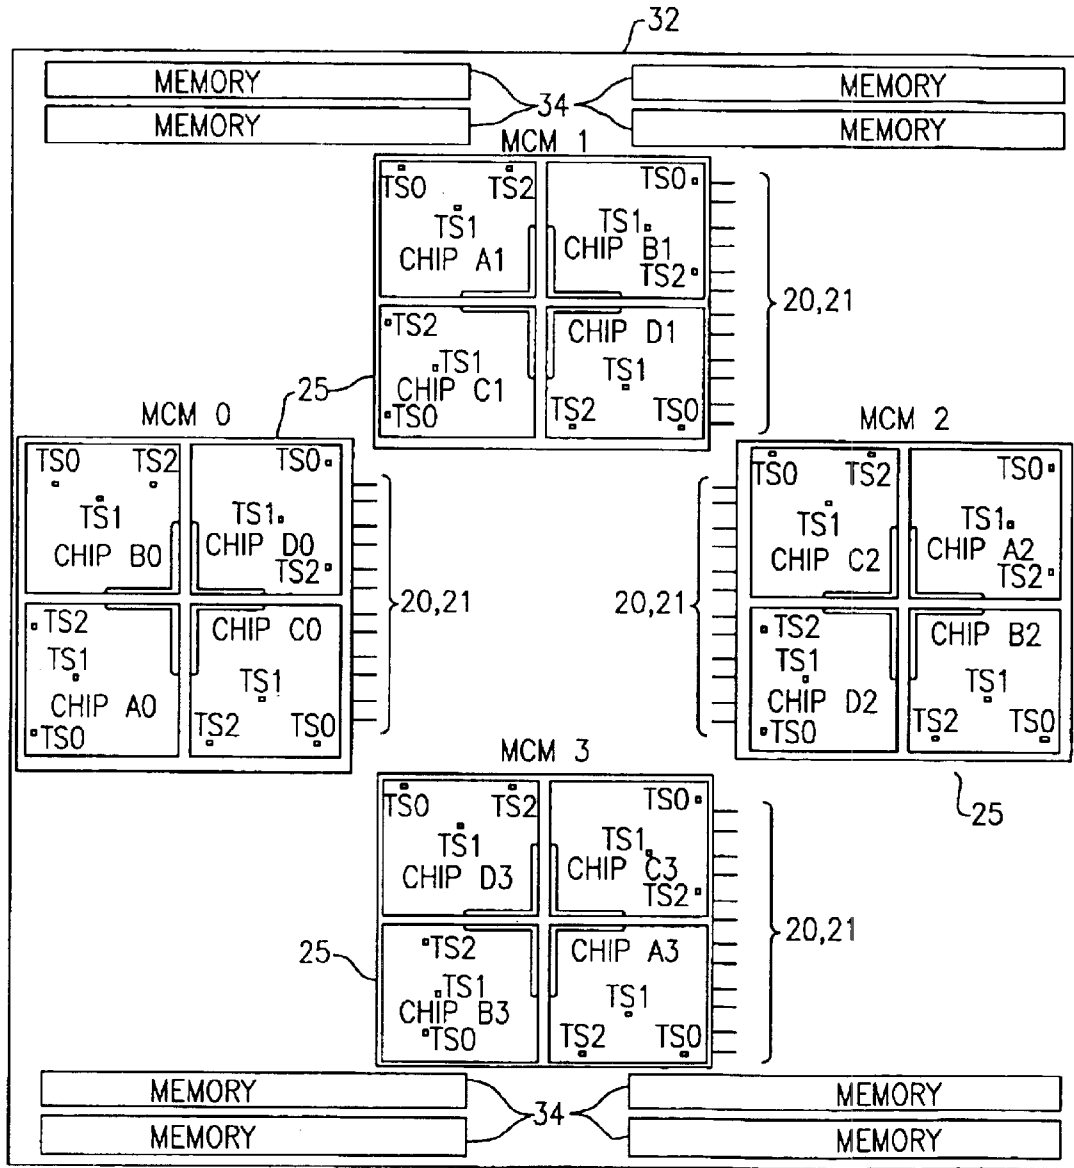 32
MEMORY
MEMORY
34
MEMORY
MEMORY
MCM 1
TS0
TS2
TS1
CHIP A1
TS0
TS1
CHIP B1
TS2
TS2
TS1
CHIP C1
TS0
CHIP D1
TS1
TS2
TS0
20,21
25
MCM 0
TS0
TS2
TS1
CHIP B0
TS0
TS1
CHIP D0
TS2
TS2
TS1
CHIP A0
TS0
CHIP C0
TS1
TS2
TS0
20,21
MCM 2
20,21
TS0
TS2
TS1
CHIP C2
TS0
TS1
CHIP A2
TS2
TS2
TS1
CHIP D2
TS0
CHIP B2
TS1
TS2
TS0
25
MCM 3
TS0
TS2
TS1
CHIP D3
TS0
TS1
CHIP C3
TS2
25
TS2
TS1
CHIP B3
TS0
CHIP A3
TS1
TS2
TS0
20,21
MEMORY
MEMORY
34
MEMORY
MEMORY